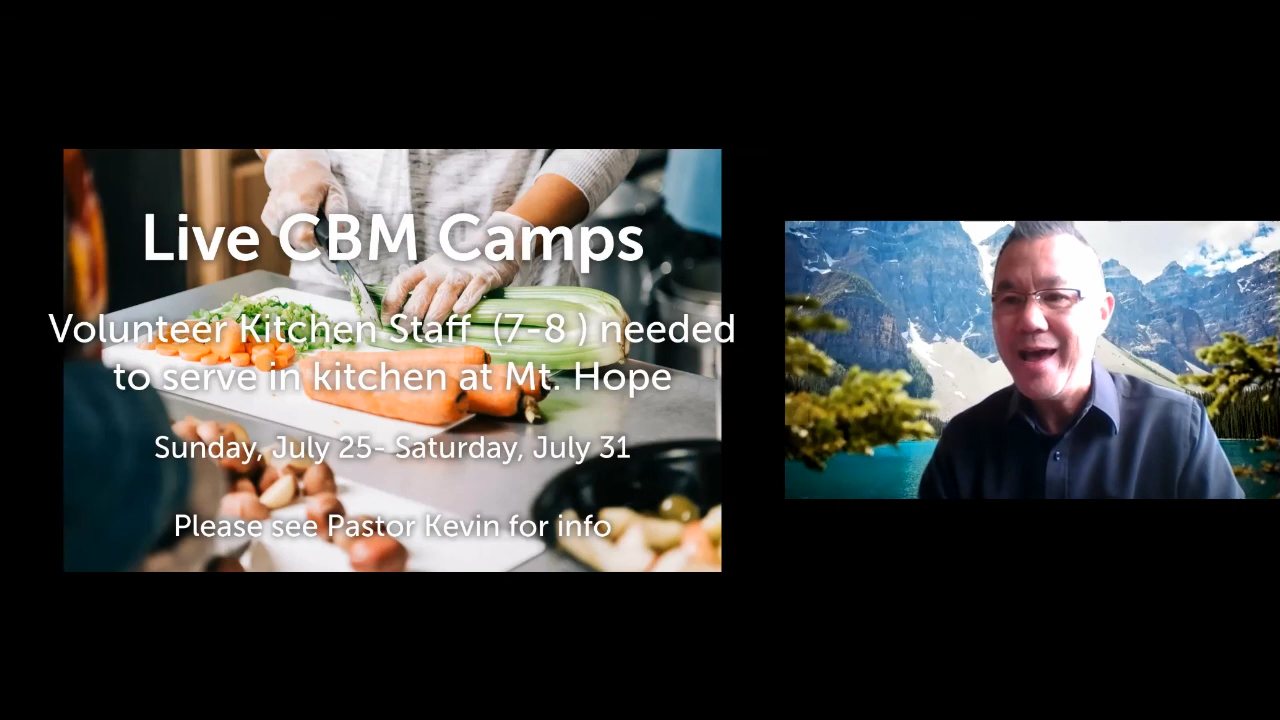 Live CBM Camps
Volunteer Kitchen Staff  (7-8 ) needed
to serve in kitchen at Mt. Hope
Sunday, July 25- Saturday, July 31
Please see Pastor Kevin for info